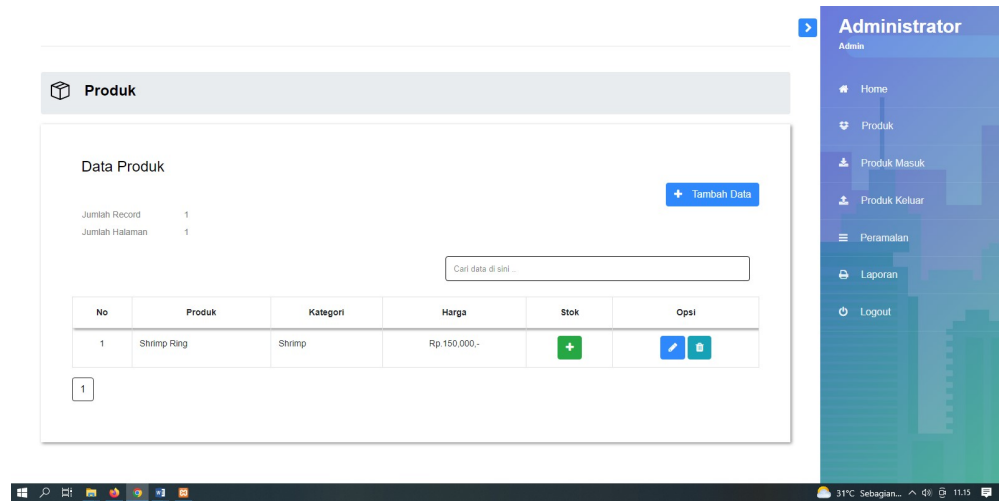 Administrator
Admin
Home
Produk
Produk Masuk
Produk Keluar
Peramalan
Laporan
Logout
Produk
Data Produk
+ Tambah Data
Jumlah Record 1
Jumlah Halaman 1
Cari data di sini ..
No Produk Kategori Harga Stok Opsi
1 Shrimp Ring Shrimp Rp.150,000,-
1
31°C Sebagian... 11.15